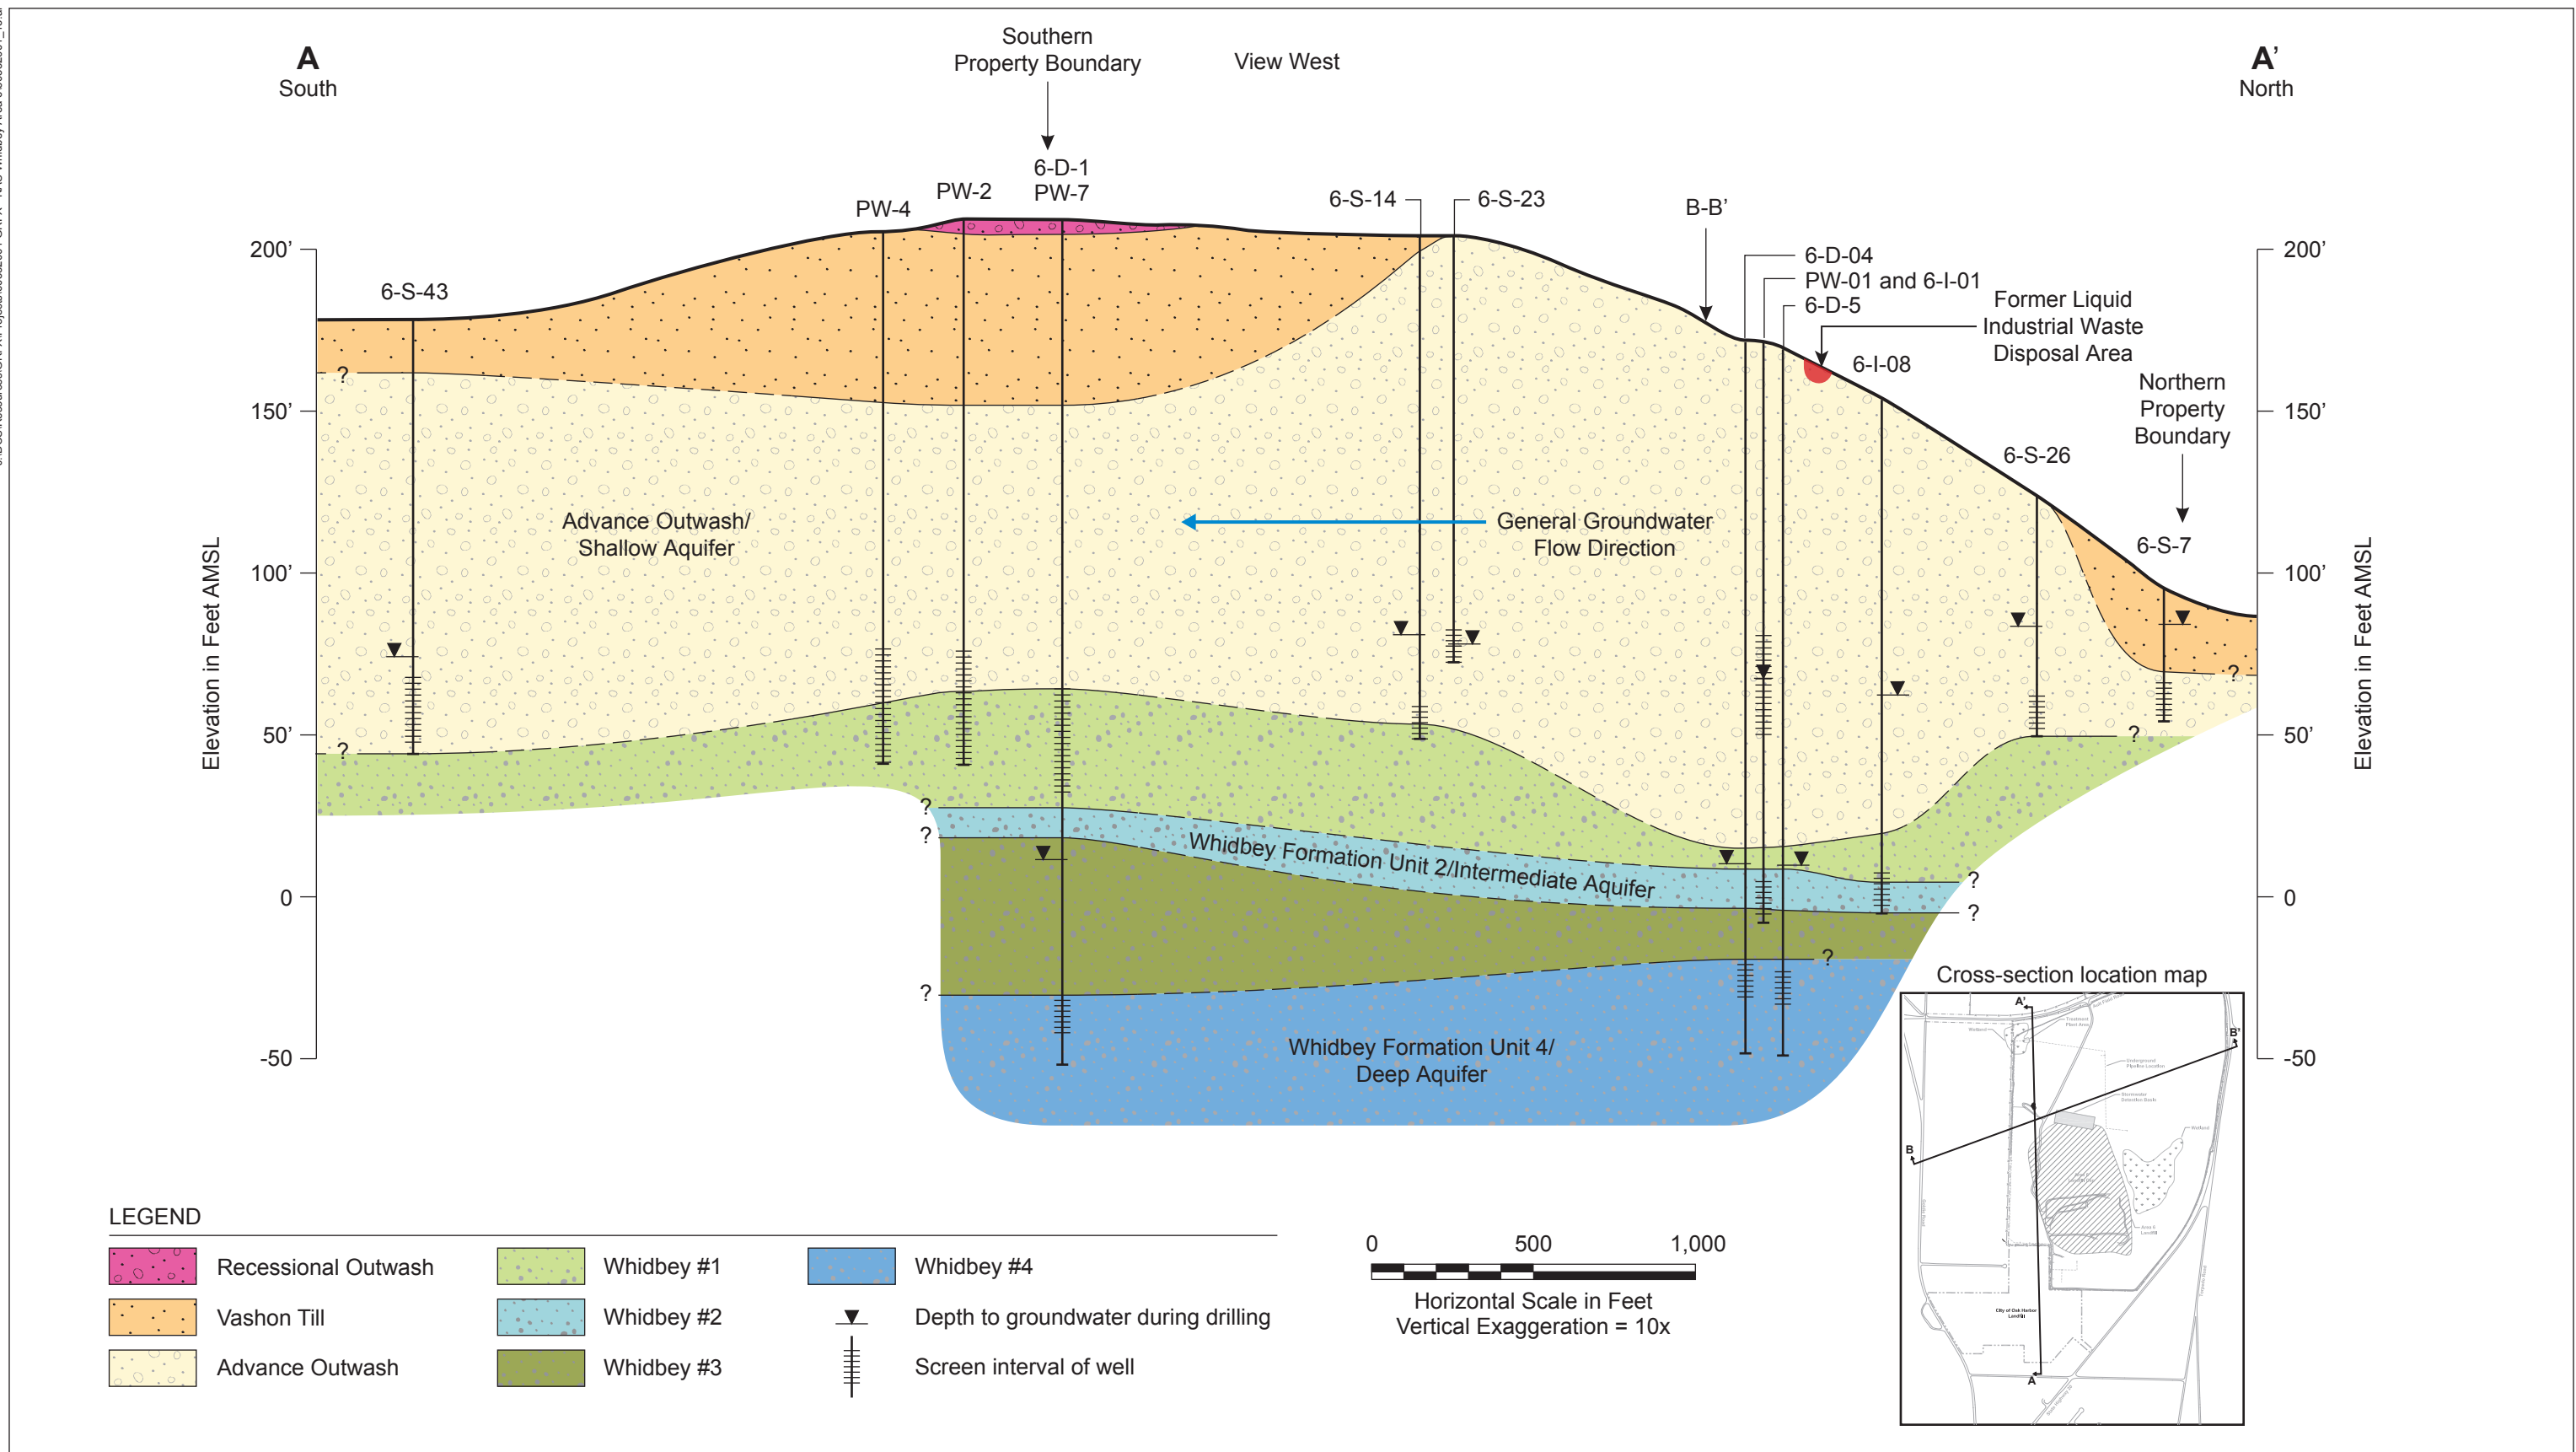 A
South
Southern
Property Boundary
View West
A’
North
6-D-1
PW-7
PW-2
PW-4
6-S-14
6-S-23
B-B’
6-S-43
6-D-04
PW-01 and 6-I-01
6-D-5
Former Liquid
Industrial Waste
Disposal Area
6-I-08
Northern
Property
Boundary
6-S-26
6-S-7
200’
150’
100’
50’
0
-50
Elevation in Feet AMSL
200’
150’
100’
50’
0
-50
Elevation in Feet AMSL
?
?
?
?
?
?
?
?
?
?
Advance Outwash/
Shallow Aquifer
General Groundwater
Flow Direction
Whidbey Formation Unit 2/Intermediate Aquifer
Whidbey Formation Unit 4/
Deep Aquifer
Cross-section location map
A’
B’
B
A
City of Oak Harbor
Landfill
Wetland
LEGEND
Recessional Outwash
Vashon Till
Advance Outwash
Whidbey #1
Whidbey #2
Whidbey #3
Whidbey #4
Depth to groundwater during drilling
Screen interval of well
0 500 1,000
Horizontal Scale in Feet
Vertical Exaggeration = 10x